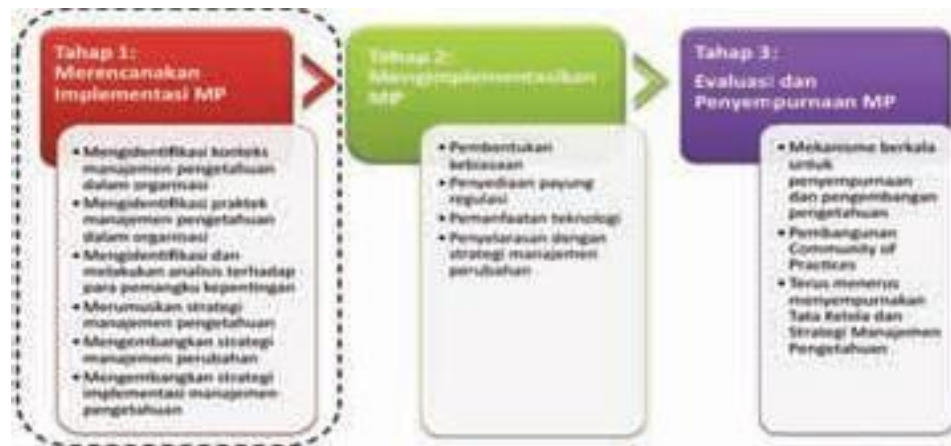 Tahap 1:
Merencanakan
Implementasi MP
• Mengidentifikasi konteks
manajemen pengetahuan
dalam organisasi
• Mengidentifikasi praktek
manajemen pengetahuan
dalam organisasi
• Mengidentifikasi dan
melakukan analisis terhadap
para pemangku kepentingan
• Merumuskan strategi
manajemen pengetahuan
• Mengembangkan strategi
manajemen perubahan
• Mengembangkan strategi
implementasi manajemen
pengetahuan
Tahap 2:
Mengimplementasikan
MP
• Pembentukan
kebiasaan
• Penyediaan payung
regulasi
• Pemanfaatan teknologi
• Penyelarasan dengan
strategi manajemen
perubahan
Tahap 3:
Evaluasi dan
Penyempurnaan MP
• Mekanisme berkala
untuk
penyempurnaan
dan pengembangan
pengetahuan
• Pembangunan
Community of
Practices
• Terus menerus
menyempurnakan
Tata Kelola dan
Strategi Manajemen
Pengetahuan